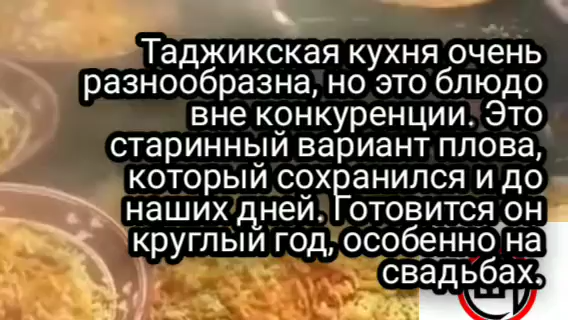 Таджикская кухня очень
разнообразна, но это блюдо
вне конкуренции. Это
старинный вариант плова,
который сохранился и до
наших дней. Готовится он
круглый год, особенно на
свадьбах.